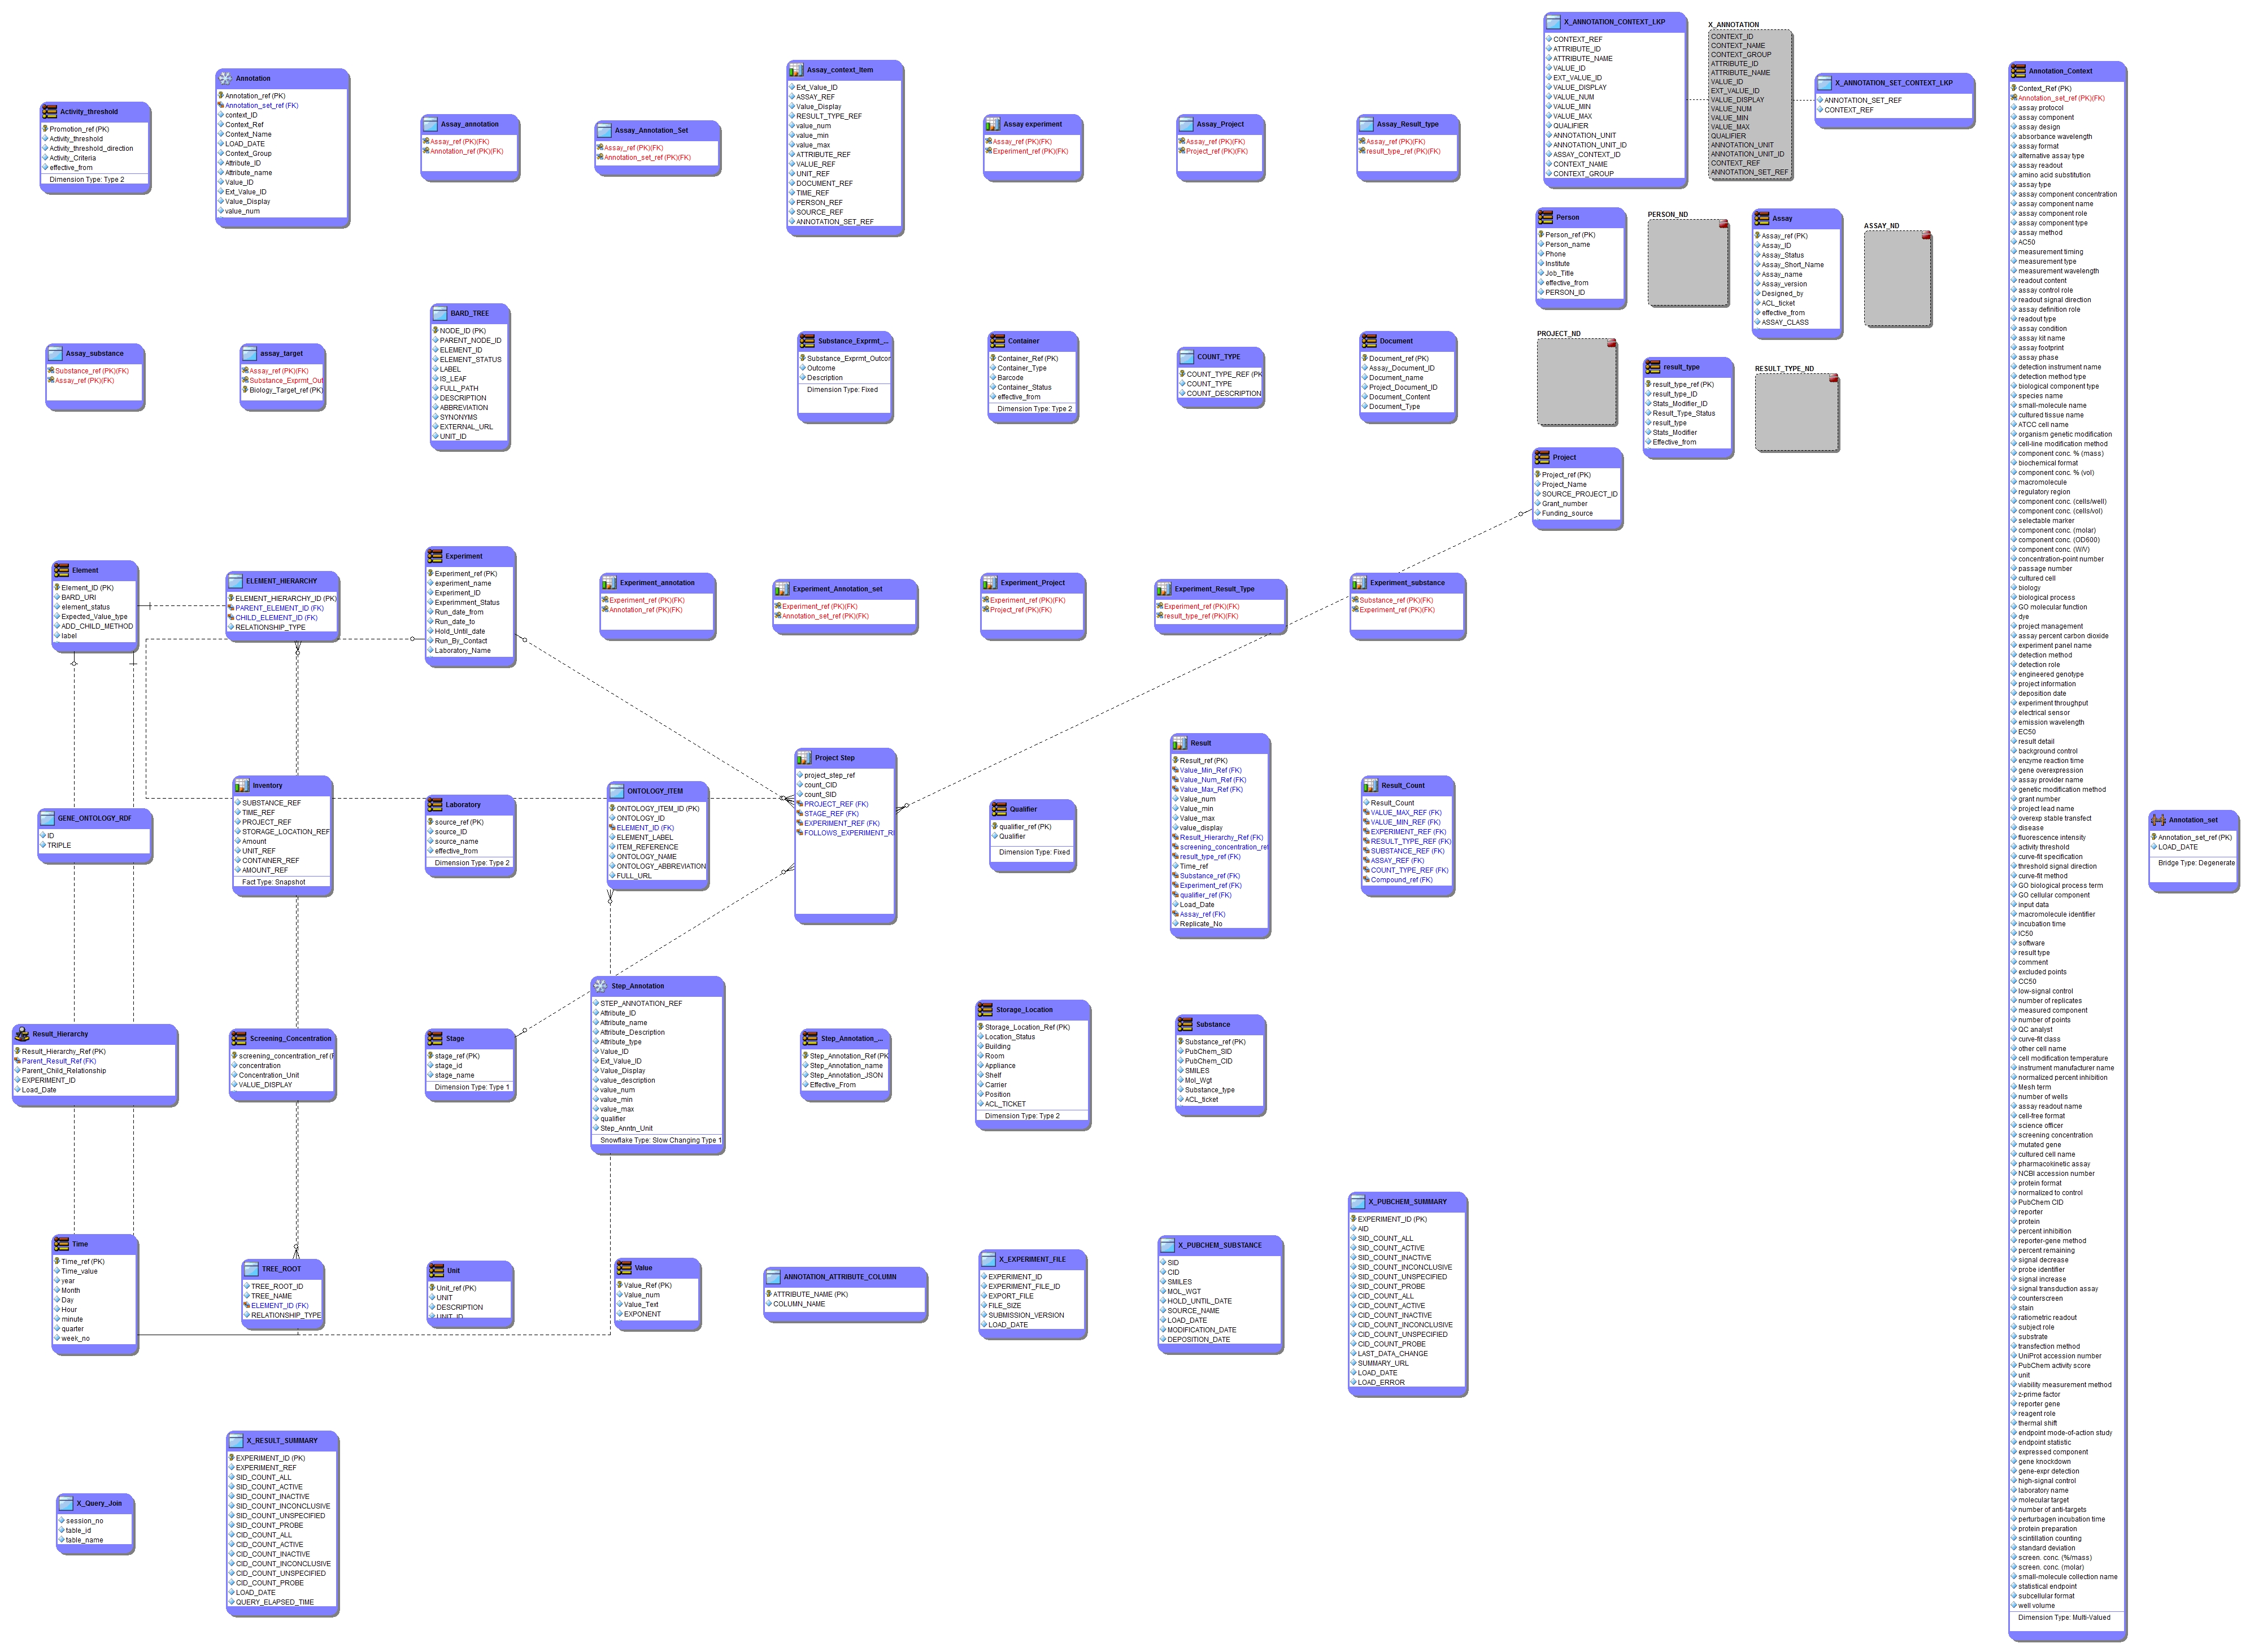 Activity_threshold
Promotion_ref (PK)
Activity_threshold
Activity_threshold_direction
Activity_Criteria
effective_from
Dimension Type: Type 2
Annotation
Annotation_ref (PK)
Annotation_set_ref (FK)
context_ID
Context_Ref
Context_Name
LOAD_DATE
Context_Group
Attribute_ID
Attribute_name
Value_ID
Ext_Value_ID
Value_Display
value_num
Assay_annotation
Assay_ref (PK)(FK)
Annotation_ref (PK)(FK)
Assay_Annotation_Set
Assay_ref (PK)(FK)
Annotation_set_ref (PK)(FK)
Assay_context_Item
Ext_Value_ID
ASSAY_REF
Value_Display
RESULT_TYPE_REF
value_num
value_min
value_max
ATTRIBUTE_REF
VALUE_REF
UNIT_REF
DOCUMENT_REF
TIME_REF
PERSON_REF
SOURCE_REF
ANNOTATION_SET_REF
Assay experiment
Assay_ref (PK)(FK)
Experiment_ref (PK)(FK)
Assay_Project
Assay_ref (PK)(FK)
Project_ref (PK)(FK)
Assay_Result_type
Assay_ref (PK)(FK)
result_type_ref (PK)(FK)
X_ANNOTATION_CONTEXT_LKP
CONTEXT_REF
ATTRIBUTE_ID
ATTRIBUTE_NAME
VALUE_ID
EXT_VALUE_ID
VALUE_DISPLAY
VALUE_NUM
VALUE_MIN
VALUE_MAX
QUALIFIER
ANNOTATION_UNIT
ANNOTATION_UNIT_ID
ASSAY_CONTEXT_ID
CONTEXT_NAME
CONTEXT_GROUP
X_ANNOTATION
CONTEXT_ID
CONTEXT_NAME
CONTEXT_GROUP
ATTRIBUTE_ID
ATTRIBUTE_NAME
VALUE_ID
EXT_VALUE_ID
VALUE_DISPLAY
VALUE_NUM
VALUE_MIN
VALUE_MAX
QUALIFIER
ANNOTATION_UNIT
ANNOTATION_UNIT_ID
CONTEXT_REF
ANNOTATION_SET_REF
X_ANNOTATION_SET_CONTEXT_LKP
ANNOTATION_SET_REF
CONTEXT_REF
Person
Person_ref (PK)
Person_name
Phone
Institute
Job_Title
effective_from
PERSON_ID
PERSON_ND
Assay
Assay_ref (PK)
Assay_ID
Assay_Status
Assay_Short_Name
Assay_name
Assay_version
Designed_by
ACL_ticket
effective_from
ASSAY_CLASS
ASSAY_ND
Assay_substance
Substance_ref (PK)(FK)
Assay_ref (PK)(FK)
assay_target
Assay_ref (PK)(FK)
Substance_Exprmt_Out
Biology_Target_ref (PK)
BARD_TREE
NODE_ID (PK)
PARENT_NODE_ID
ELEMENT_ID
ELEMENT_STATUS
LABEL
IS_LEAF
FULL_PATH
DESCRIPTION
ABBREVIATION
SYNONYMS
EXTERNAL_URL
UNIT_ID
Substance_Exprmt_...
Substance_Exprmt_Outcor
Outcome
Description
Dimension Type: Fixed
Container
Container_Ref (PK)
Container_Type
Barcode
Container_Status
effective_from
Dimension Type: Type 2
COUNT_TYPE
COUNT_TYPE_REF (PK
COUNT_TYPE
COUNT_DESCRIPTION
Document
Document_ref (PK)
Assay_Document_ID
Document_name
Project_Document_ID
Document_Content
Document_Type
PROJECT_ND
result_type
result_type_ref (PK)
result_type_ID
Stats_Modifier_ID
Result_Type_Status
result_type
Stats_Modifier
Effective_from
RESULT_TYPE_ND
Project
Project_ref (PK)
Project_Name
SOURCE_PROJECT_ID
Grant_number
Funding_source
Element
Element_ID (PK)
BARD_URI
element_status
Expected_Value_type
ADD_CHILD_METHOD
label
ELEMENT_HIERARCHY
ELEMENT_HIERARCHY_ID (PK)
PARENT_ELEMENT_ID (FK)
CHILD_ELEMENT_ID (FK)
RELATIONSHIP_TYPE
Experiment
Experiment_ref (PK)
experiment_name
Experiment_ID
Experimment_Status
Run_date_from
Run_date_to
Hold_Until_date
Run_By_Contact
Laboratory_Name
Experiment_annotation
Experiment_ref (PK)(FK)
Annotation_ref (PK)(FK)
Experiment_Annotation_set
Experiment_ref (PK)(FK)
Annotation_set_ref (PK)(FK)
Experiment_Project
Experiment_ref (PK)(FK)
Project_ref (PK)(FK)
Experiment_Result_Type
Experiment_ref (PK)(FK)
result_type_ref (PK)(FK)
Experiment_substance
Substance_ref (PK)(FK)
Experiment_ref (PK)(FK)
GENE_ONTOLOGY_RDF
ID
TRIPLE
Inventory
SUBSTANCE_REF
TIME_REF
PROJECT_REF
STORAGE_LOCATION_REF
Amount
UNIT_REF
CONTAINER_REF
AMOUNT_REF
Fact Type: Snapshot
Laboratory
source_ref (PK)
source_ID
source_name
effective_from
Dimension Type: Type 2
ONTOLOGY_ITEM
ONTOLOGY_ITEM_ID (PK)
ONTOLOGY_ID
ELEMENT_ID (FK)
ELEMENT_LABEL
ITEM_REFERENCE
ONTOLOGY_NAME
ONTOLOGY_ABBREVIATION
FULL_URL
Project Step
project_step_ref
count_CID
count_SID
PROJECT_REF (FK)
STAGE_REF (FK)
EXPERIMENT_REF (FK)
FOLLOWS_EXPERIMENT_R
Qualifier
qualifier_ref (PK)
Qualifier
Dimension Type: Fixed
Result
Result_ref (PK)
Value_Min_Ref (FK)
Value_Num_Ref (FK)
Value_Max_Ref (FK)
Value_num
Value_min
Value_max
value_display
Result_Hierarchy_Ref (FK)
screening_concentration_ref
result_type_ref (FK)
Time_ref
Substance_ref (FK)
Experiment_ref (FK)
qualifier_ref (FK)
Load_Date
Assay_ref (FK)
Replicate_No
Result_Count
Result_Count
VALUE_MAX_REF (FK)
VALUE_MIN_REF (FK)
EXPERIMENT_REF (FK)
RESULT_TYPE_REF (FK)
SUBSTANCE_REF (FK)
ASSAY_REF (FK)
COUNT_TYPE_REF (FK)
Compound_ref (FK)
Result_Hierarchy
Result_Hierarchy_Ref (PK)
Parent_Result_Ref (FK)
Parent_Child_Relationship
EXPERIMENT_ID
Load_Date
Screening_Concentration
screening_concentration_ref (F
concentration
Concentration_Unit
VALUE_DISPLAY
Stage
stage_ref (PK)
stage_id
stage_name
Dimension Type: Type 1
Step_Annotation
STEP_ANNOTATION_REF
Attribute_ID
Attribute_name
Attribute_Description
Attribute_type
Value_ID
Ext_Value_ID
Value_Display
value_description
value_num
value_min
value_max
qualifier
Step_Anntn_Unit
Snowflake Type: Slow Changing Type 1
Step_Annotation_...
Step_Annotation_Ref (PK
Step_Annotation_name
Step_Annotation_JSON
Effective_From
Storage_Location
Storage_Location_Ref (PK)
Location_Status
Building
Room
Appliance
Shelf
Carrier
Position
ACL_TICKET
Dimension Type: Type 2
Substance
Substance_ref (PK)
PubChem_SID
PubChem_CID
SMILES
Mol_Wgt
Substance_type
ACL_ticket
Time
Time_ref (PK)
Time_value
year
Month
Day
Hour
minute
quarter
week_no
TREE_ROOT
TREE_ROOT_ID
TREE_NAME
ELEMENT_ID (FK)
RELATIONSHIP_TYPE
Unit
Unit_ref (PK)
UNIT
DESCRIPTION
UNIT_ID
Value
Value_Ref (PK)
Value_num
Value_Text
EXPONENT
ANNOTATION_ATTRIBUTE_COLUMN
ATTRIBUTE_NAME (PK)
COLUMN_NAME
X_EXPERIMENT_FILE
EXPERIMENT_ID
EXPERIMENT_FILE_ID
EXPORT_FILE
FILE_SIZE
SUBMISSION_VERSION
LOAD_DATE
X_PUBCHEM_SUBSTANCE
SID
CID
SMILES
MOL_WGT
HOLD_UNTIL_DATE
SOURCE_NAME
LOAD_DATE
MODIFICATION_DATE
DEPOSITION_DATE
X_PUBCHEM_SUMMARY
EXPERIMENT_ID (PK)
AID
SID_COUNT_ALL
SID_COUNT_ACTIVE
SID_COUNT_INACTIVE
SID_COUNT_INCONCLUSIVE
SID_COUNT_UNSPECIFIED
SID_COUNT_PROBE
CID_COUNT_ALL
CID_COUNT_ACTIVE
CID_COUNT_INACTIVE
CID_COUNT_INCONCLUSIVE
CID_COUNT_UNSPECIFIED
CID_COUNT_PROBE
LAST_DATA_CHANGE
SUMMARY_URL
LOAD_DATE
LOAD_ERROR
X_Query_Join
session_no
table_id
table_name
X_RESULT_SUMMARY
EXPERIMENT_ID (PK)
EXPERIMENT_REF
SID_COUNT_ALL
SID_COUNT_ACTIVE
SID_COUNT_INACTIVE
SID_COUNT_INCONCLUSIVE
SID_COUNT_UNSPECIFIED
SID_COUNT_PROBE
CID_COUNT_ALL
CID_COUNT_ACTIVE
CID_COUNT_INACTIVE
CID_COUNT_INCONCLUSIVE
CID_COUNT_UNSPECIFIED
CID_COUNT_PROBE
LOAD_DATE
QUERY_ELAPSED_TIME
Annotation_Context
Context_Ref (PK)
Annotation_set_ref (PK)(FK)
assay protocol
assay component
assay design
absorbance wavelength
assay format
alternative assay type
assay readout
amino acid substitution
assay type
assay component concentration
assay component name
assay component role
assay component type
assay method
AC50
measurement timing
measurement type
measurement wavelength
readout content
assay control role
readout signal direction
assay definition role
readout type
assay condition
assay kit name
assay footprint
assay phase
detection instrument name
detection method type
biological component type
species name
small-molecule name
cultured tissue name
ATCC cell name
organism genetic modification
cell-line modification method
component conc. % (mass)
biochemical format
component conc. % (vol)
macromolecule
regulatory region
component conc. (cells/well)
component conc. (cells/vol)
selectable marker
component conc. (molar)
component conc. (OD600)
component conc. (W/V)
concentration-point number
passage number
cultured cell
biology
biological process
GO molecular function
dye
project management
assay percent carbon dioxide
experiment panel name
detection method
detection role
engineered genotype
project information
deposition date
experiment throughput
electrical sensor
emission wavelength
EC50
result detail
background control
enzyme reaction time
gene overexpression
assay provider name
genetic modification method
grant number
project lead name
overexp stable transfect
disease
fluorescence intensity
activity threshold
curve-fit specification
threshold signal direction
curve-fit method
GO biological process term
GO cellular component
input data
macromolecule identifier
incubation time
IC50
software
result type
comment
excluded points
CC50
low-signal control
number of replicates
measured component
number of points
QC analyst
curve-fit class
other cell name
cell modification temperature
instrument manufacturer name
normalized percent inhibition
Mesh term
number of wells
assay readout name
cell-free format
science officer
screening concentration
mutated gene
cultured cell name
pharmacokinetic assay
NCBI accession number
protein format
normalized to control
PubChem CID
reporter
protein
percent inhibition
reporter-gene method
percent remaining
signal decrease
probe identifier
signal increase
signal transduction assay
counterscreen
stain
ratiometric readout
subject role
substrate
transfection method
UniProt accession number
PubChem activity score
unit
viability measurement method
z-prime factor
reporter gene
reagent role
thermal shift
endpoint mode-of-action study
endpoint statistic
expressed component
gene knockdown
gene-expr detection
high-signal control
laboratory name
molecular target
number of anti-targets
perturbagen incubation time
protein preparation
scintillation counting
standard deviation
screen. conc. (%/mass)
screen. conc. (molar)
small-molecule collection name
statistical endpoint
subcellular format
well volume
Dimension Type: Multi-Valued
Annotation_set
Annotation_set_ref (PK)
LOAD_DATE
Bridge Type: Degenerate